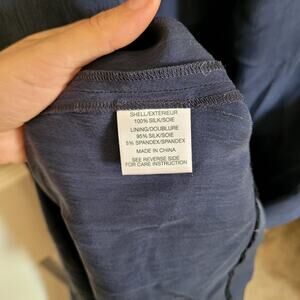 SHELL/EXTERIEUR
100% SILK/SOIE
LINING/DOUBLURE
95% SILK/SOIE
5% SPANDEX/SPANDEX
MADE IN CHINA
SEE REVERSE SIDE
FOR CARE INSTRUCTION